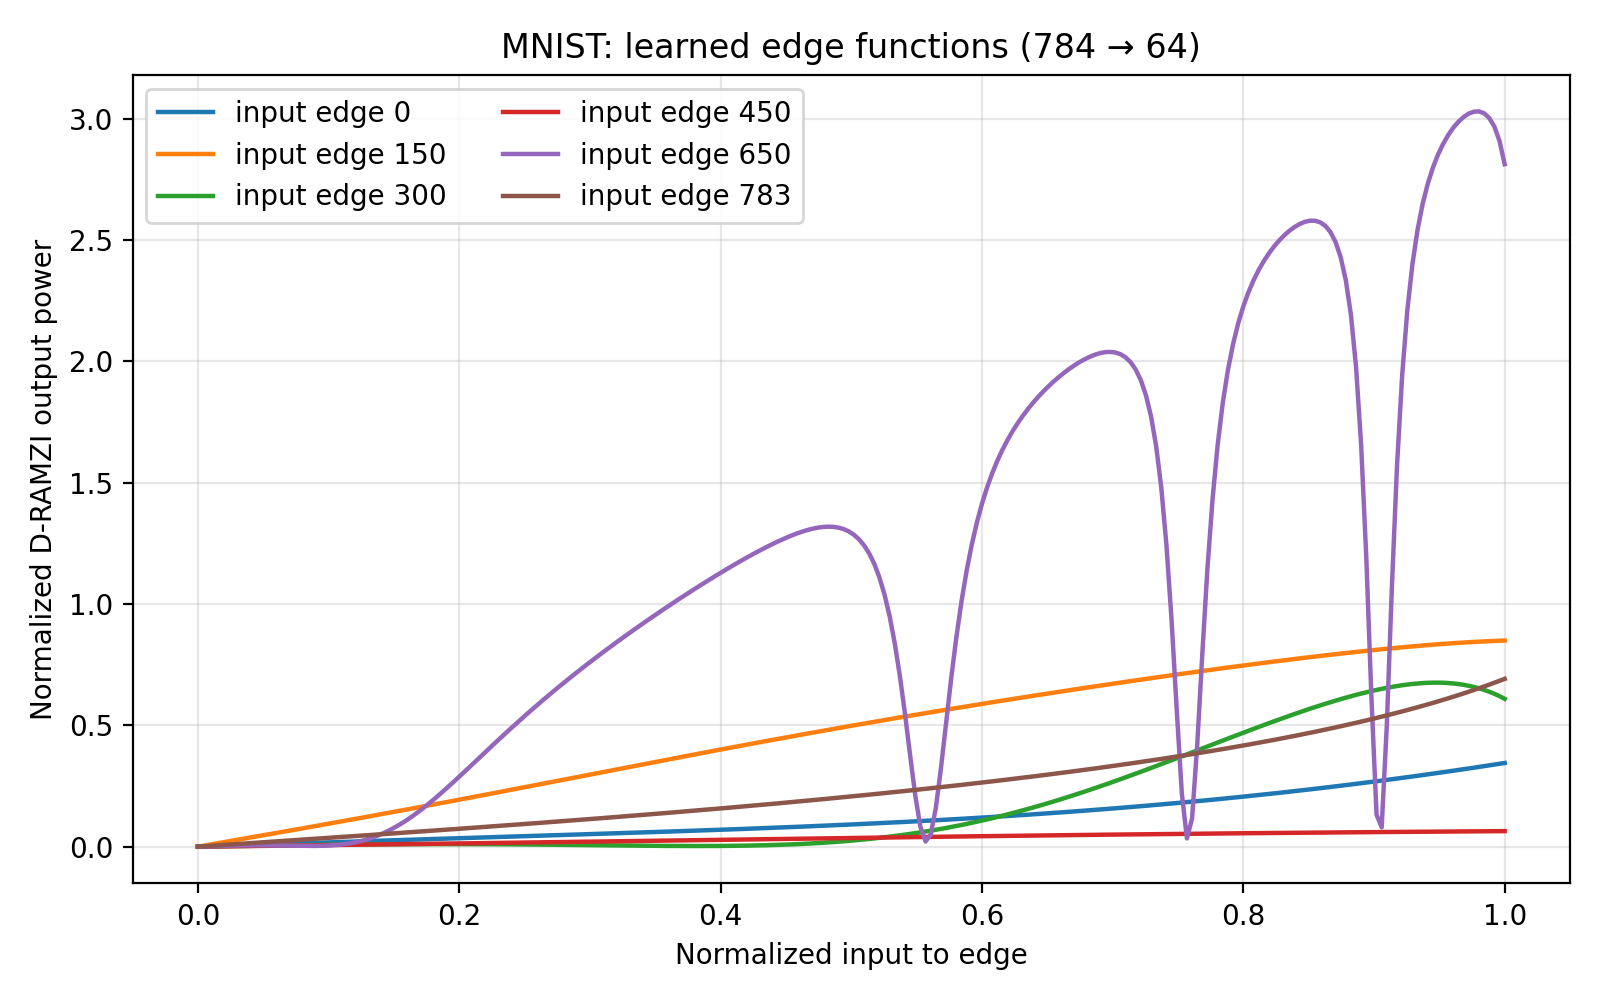 MNIST: learned edge functions (784 → 64)
input edge 0
input edge 150
input edge 300
input edge 450
input edge 650
input edge 783
Normalized D-RAMZI output power
3.0
2.5
2.0
1.5
1.0
0.5
0.0
0.0 0.2 0.4 0.6 0.8 1.0
Normalized input to edge